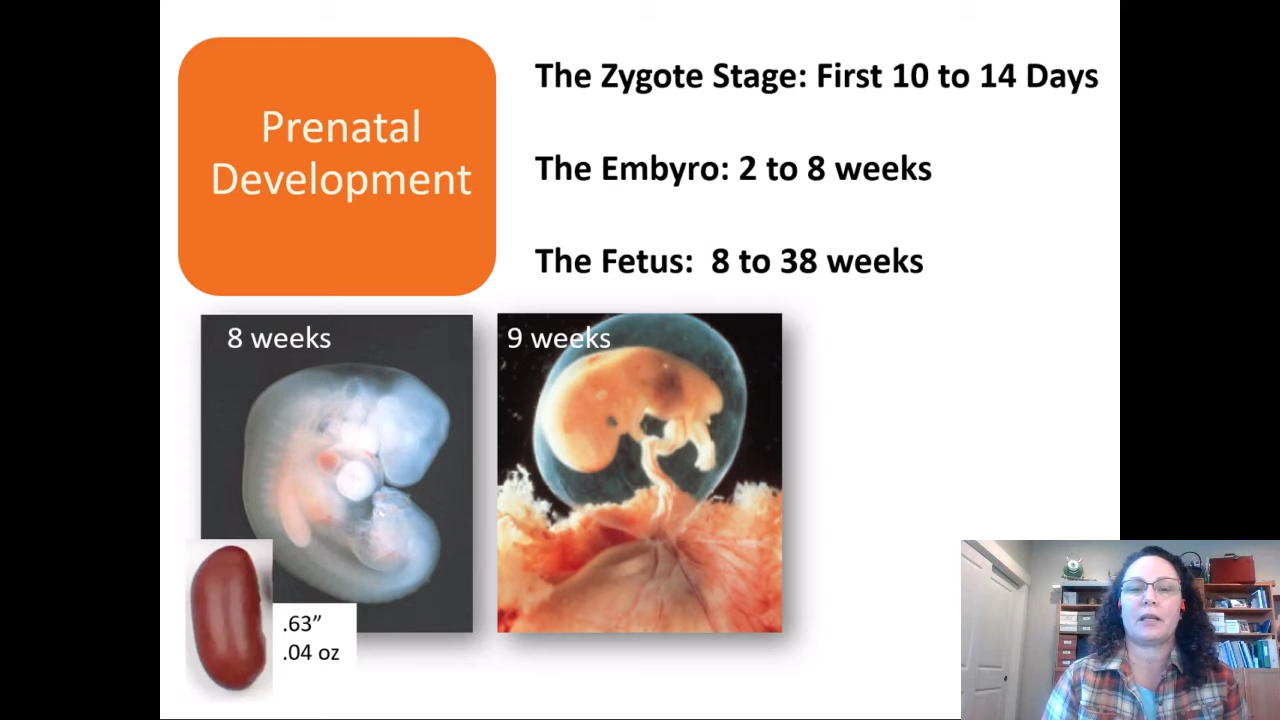 Prenatal
Development
The Zygote Stage: First 10 to 14 Days
The Embyro: 2 to 8 weeks
The Fetus:  8 to 38 weeks
8 weeks
9 weeks
.63”
.04 oz